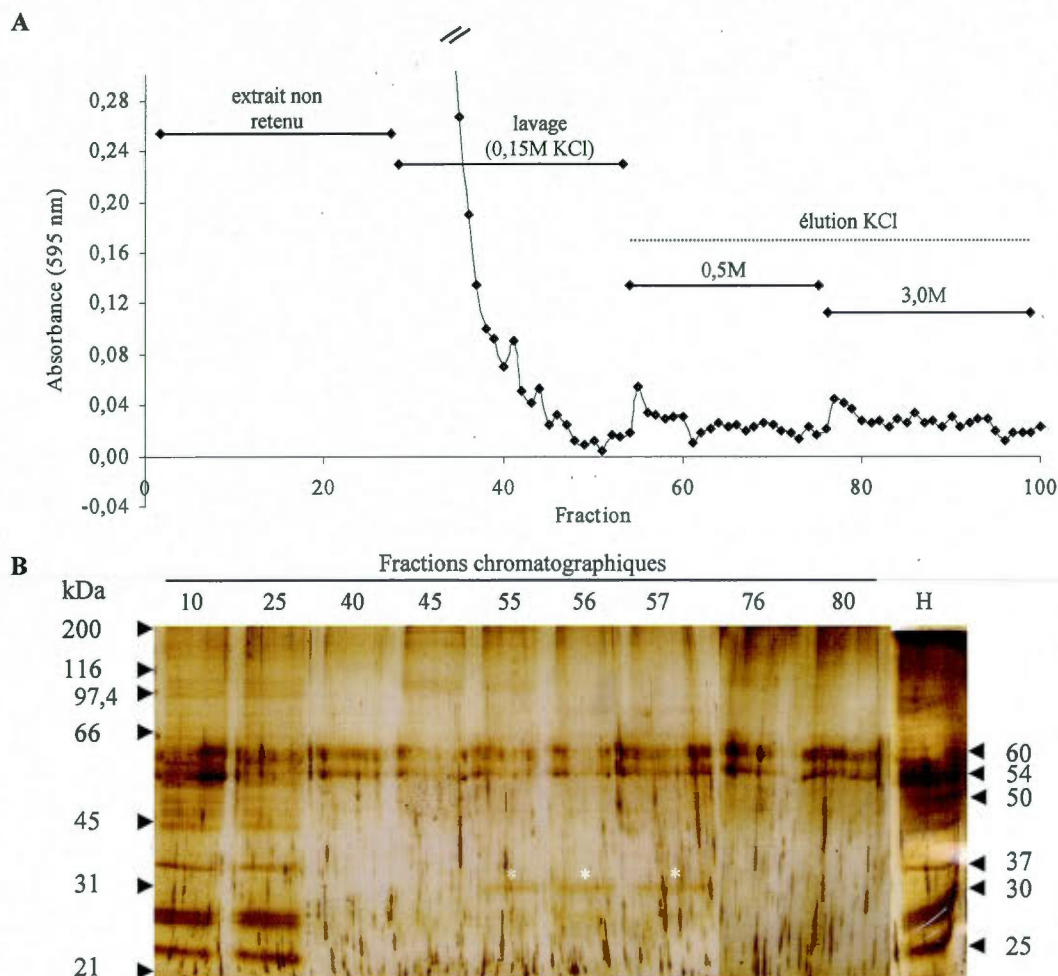 A
0,28
0,24
0,20
0,16
0,12
0,08
0,04
0,00
-0,04
Absorbance (595 nm)
extrait non
retenu
lavage
(0,15M KCl)
élution KCl
0,5M
3,0M
0 20 40 60 80 100
Fraction
B
Fractions chromatographiques
kDa
10 25 40 45 55 56 57 76 80 H
200
116
97,4
66
45
31
21
* * *
60
54
50
37
30
25